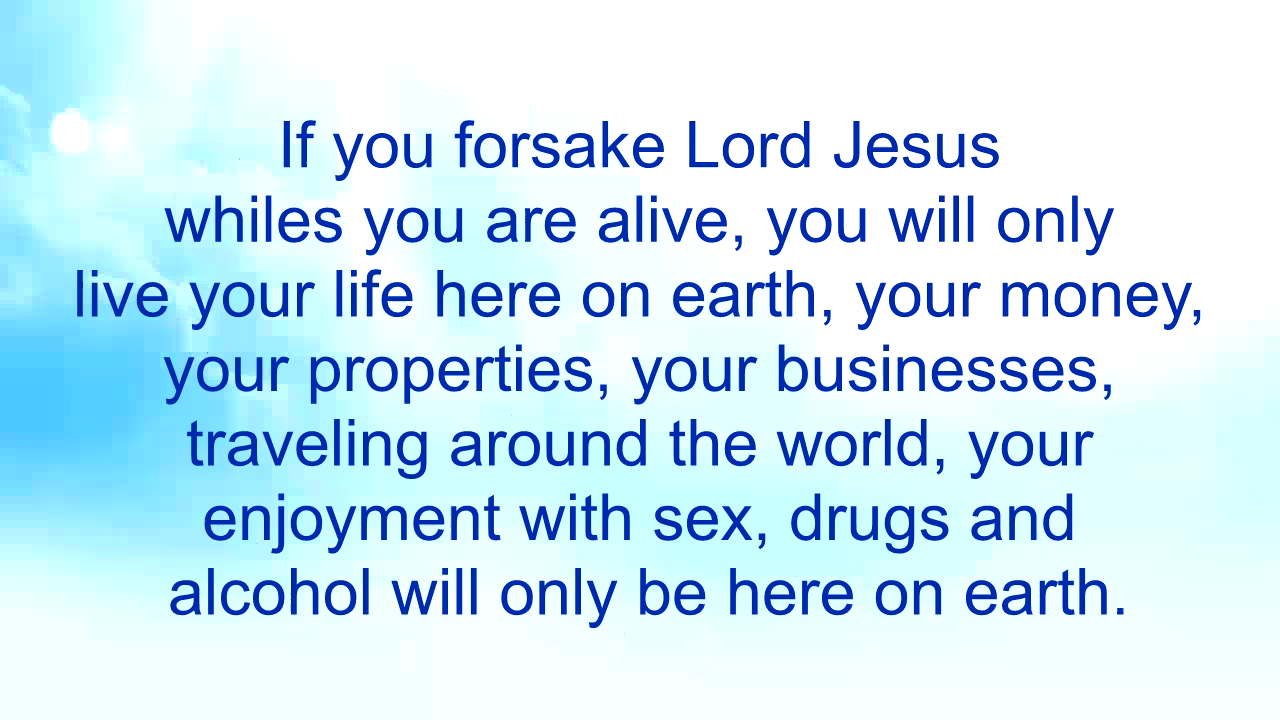 If you forsake Lord Jesus
whiles you are alive, you will only
live your life here on earth, your money,
your properties, your businesses,
traveling around the world, your
enjoyment with sex, drugs and
alcohol will only be here on earth.